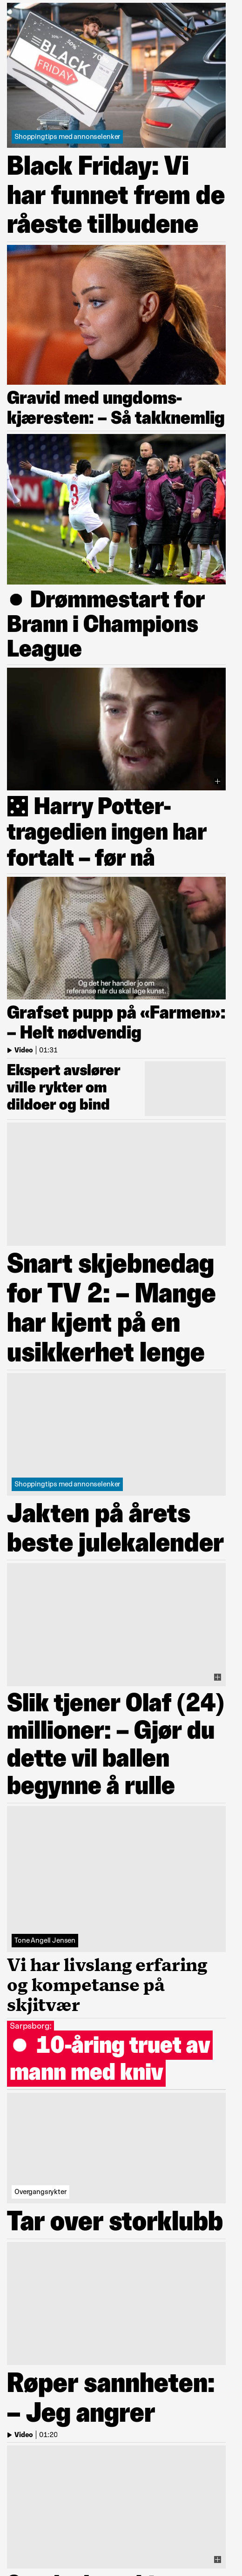 BLACK
FRIDAY
Shoppingtips med annonselenker
Black Friday: Vi
har funnet frem de
råeste tilbudene
Gravid med ungdoms-
kjæresten: – Så takknemlig
3
Drømmestart for
Brann i Champions
League
Harry Potter-
tragedien ingen har
fortalt – før nå
Og det her handler jo om
referanse når du skal lage kunst.
Grafset pupp på «Farmen»:
– Helt nødvendig
Video | 01:31
Ekspert avslører
ville rykter om
dildoer og bind
Snart skjebnedag
for TV 2: – Mange
har kjent på en
usikkerhet lenge
Shoppingtips med annonselenker
Jakten på årets
beste julekalender
Slik tjener Olaf (24)
millioner: – Gjør du
dette vil ballen
begynne å rulle
Tone Angell Jensen
Vi har livslang erfaring
og kompetanse på
skjitvær
Sarpsborg:
10-åring truet av
mann med kniv
Overgangsrykter
Tar over storklubb
Røper sannheten:
– Jeg angrer
Video | 01:20